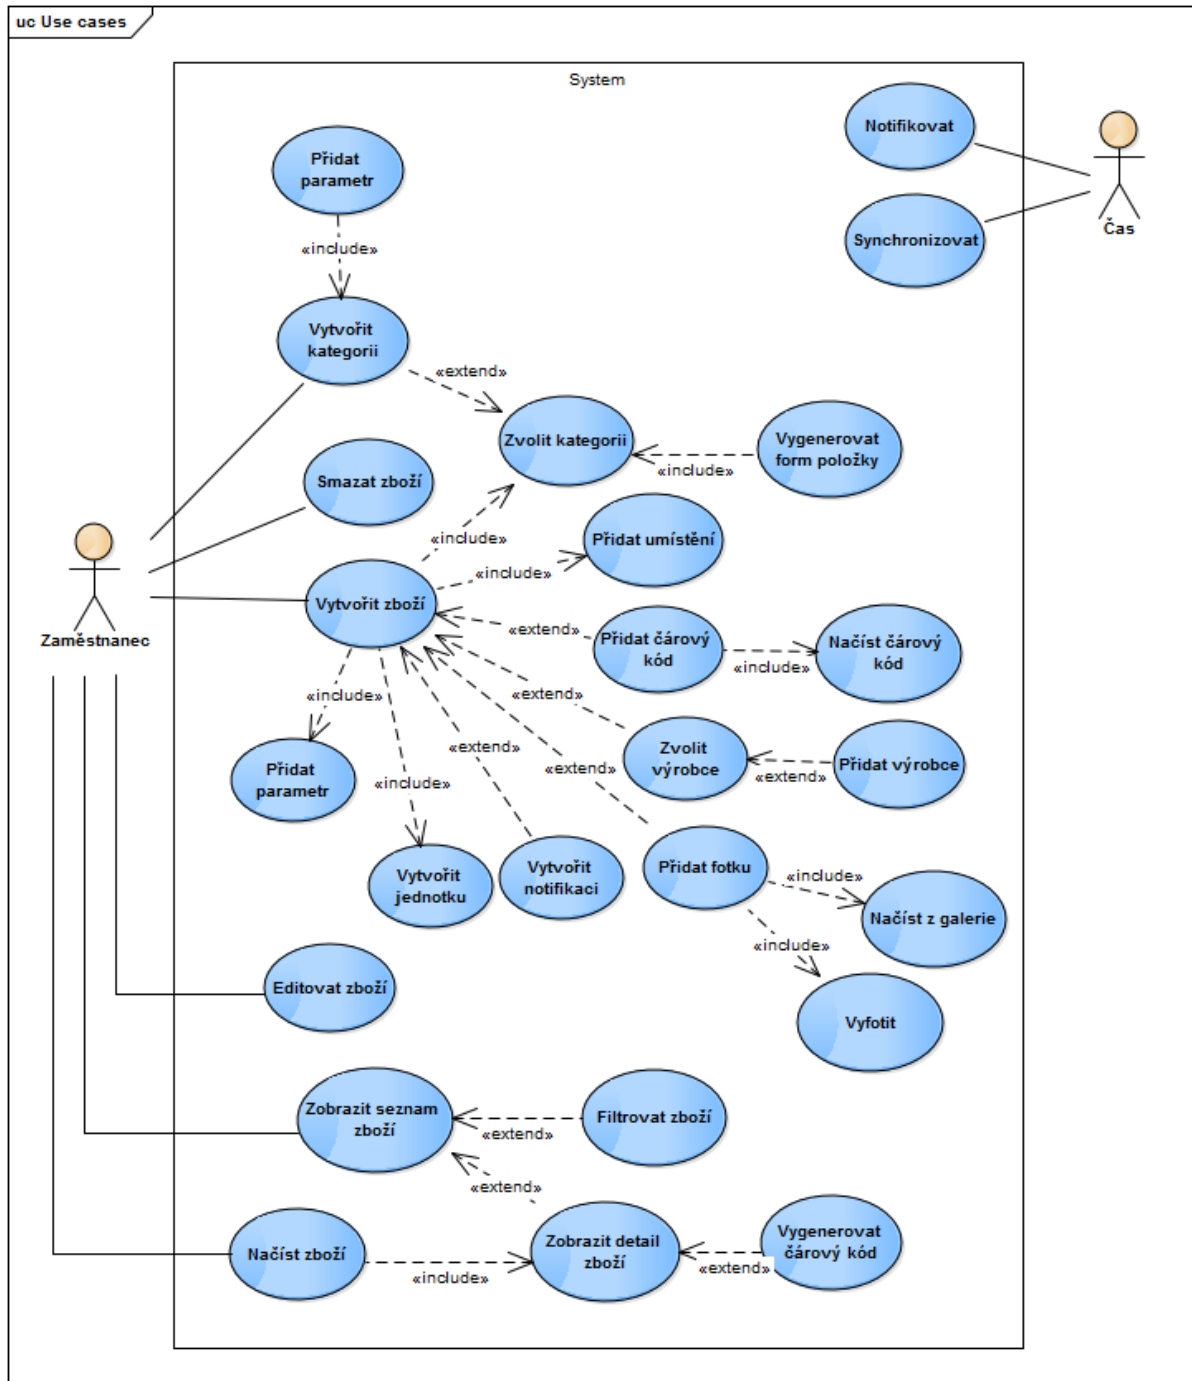 uc Use cases
System
Notifikovat
Přidat
parametr
Čas
Synchronizovat
«include»
Vytvořit
kategorii
«extend»
Zvolit kategorii
Vygenerovat
form položky
«include»
Smazat zboží
«include»
Přidat umístění
«include»
Zaměstnanec
Vytvořit zboží
«extend»
Přidat čárový
kód
«include»
Načíst čárový
kód
«include»
«extend»
Zvolit
výrobce
«extend»
Přidat výrobce
Přidat
parametr
«include»
«extend»
«extend»
Vytvořit
jednotku
Vytvořit
notifikaci
Přidat fotku
«include»
Načíst z galerie
«include»
Vyfotit
Editovat zboží
Zobrazit seznam
zboží
«extend»
Filtrovat zboží
«extend»
Načíst zboží
«include»
Zobrazit detail
zboží
«extend»
Vygenerovat
čárový kód